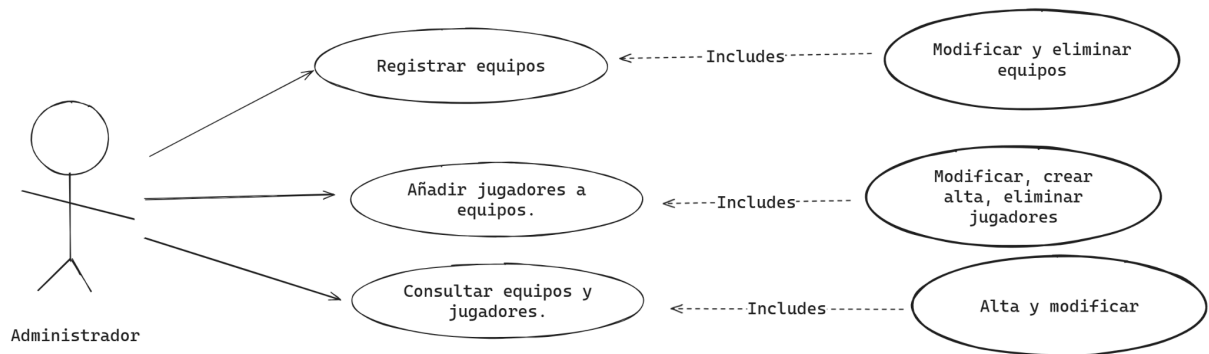 Registrar equipos
Includes
Modificar y eliminar
equipos
Añadir jugadores a
equipos.
Includes
Modificar, crear
alta, eliminar
jugadores
Consultar equipos y
jugadores.
Includes
Alta y modificar
Administrador